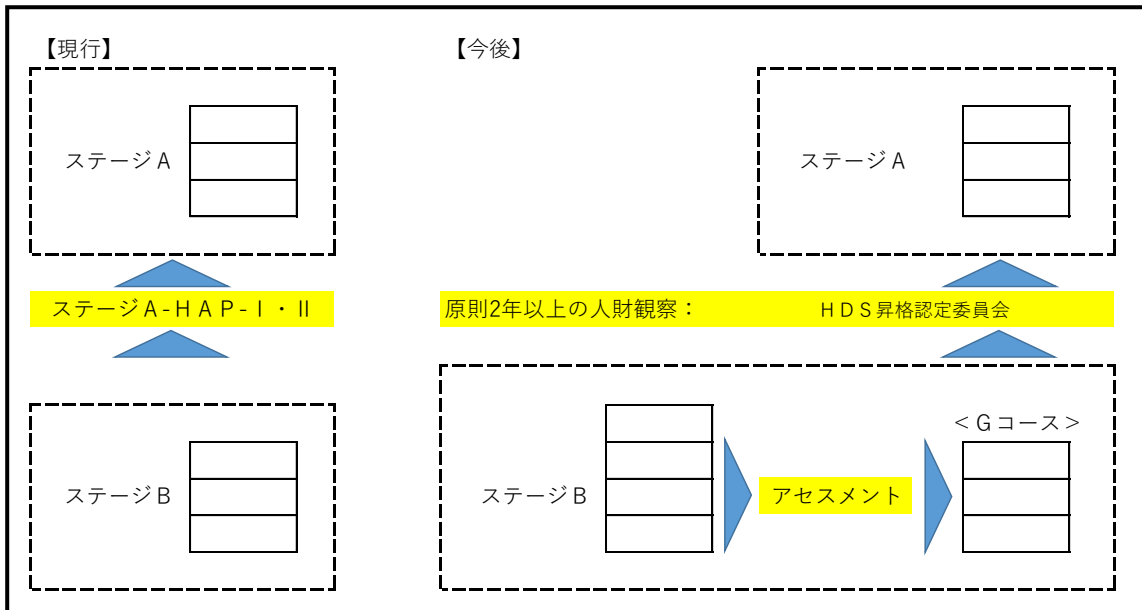 【現行】
ステージA
ステージA-HAP-Ⅰ・Ⅱ
ステージB
【今後】
ステージA
原則2年以上の人財観察： HDS昇格認定委員会
<Gコース>
ステージB
アセスメント